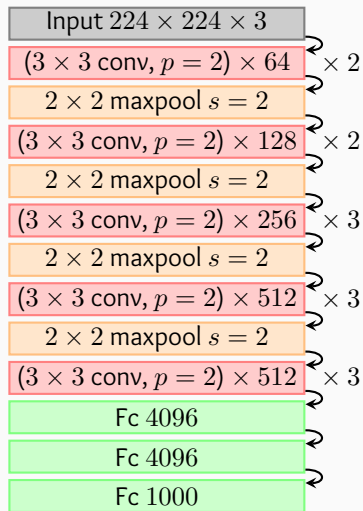 Input 224 × 224 × 3
(3 × 3 conv, p = 2) × 64 × 2
2 × 2 maxpool s = 2
(3 × 3 conv, p = 2) × 128 × 2
2 × 2 maxpool s = 2
(3 × 3 conv, p = 2) × 256 × 3
2 × 2 maxpool s = 2
(3 × 3 conv, p = 2) × 512 × 3
2 × 2 maxpool s = 2
(3 × 3 conv, p = 2) × 512 × 3
Fc 4096
Fc 4096
Fc 1000